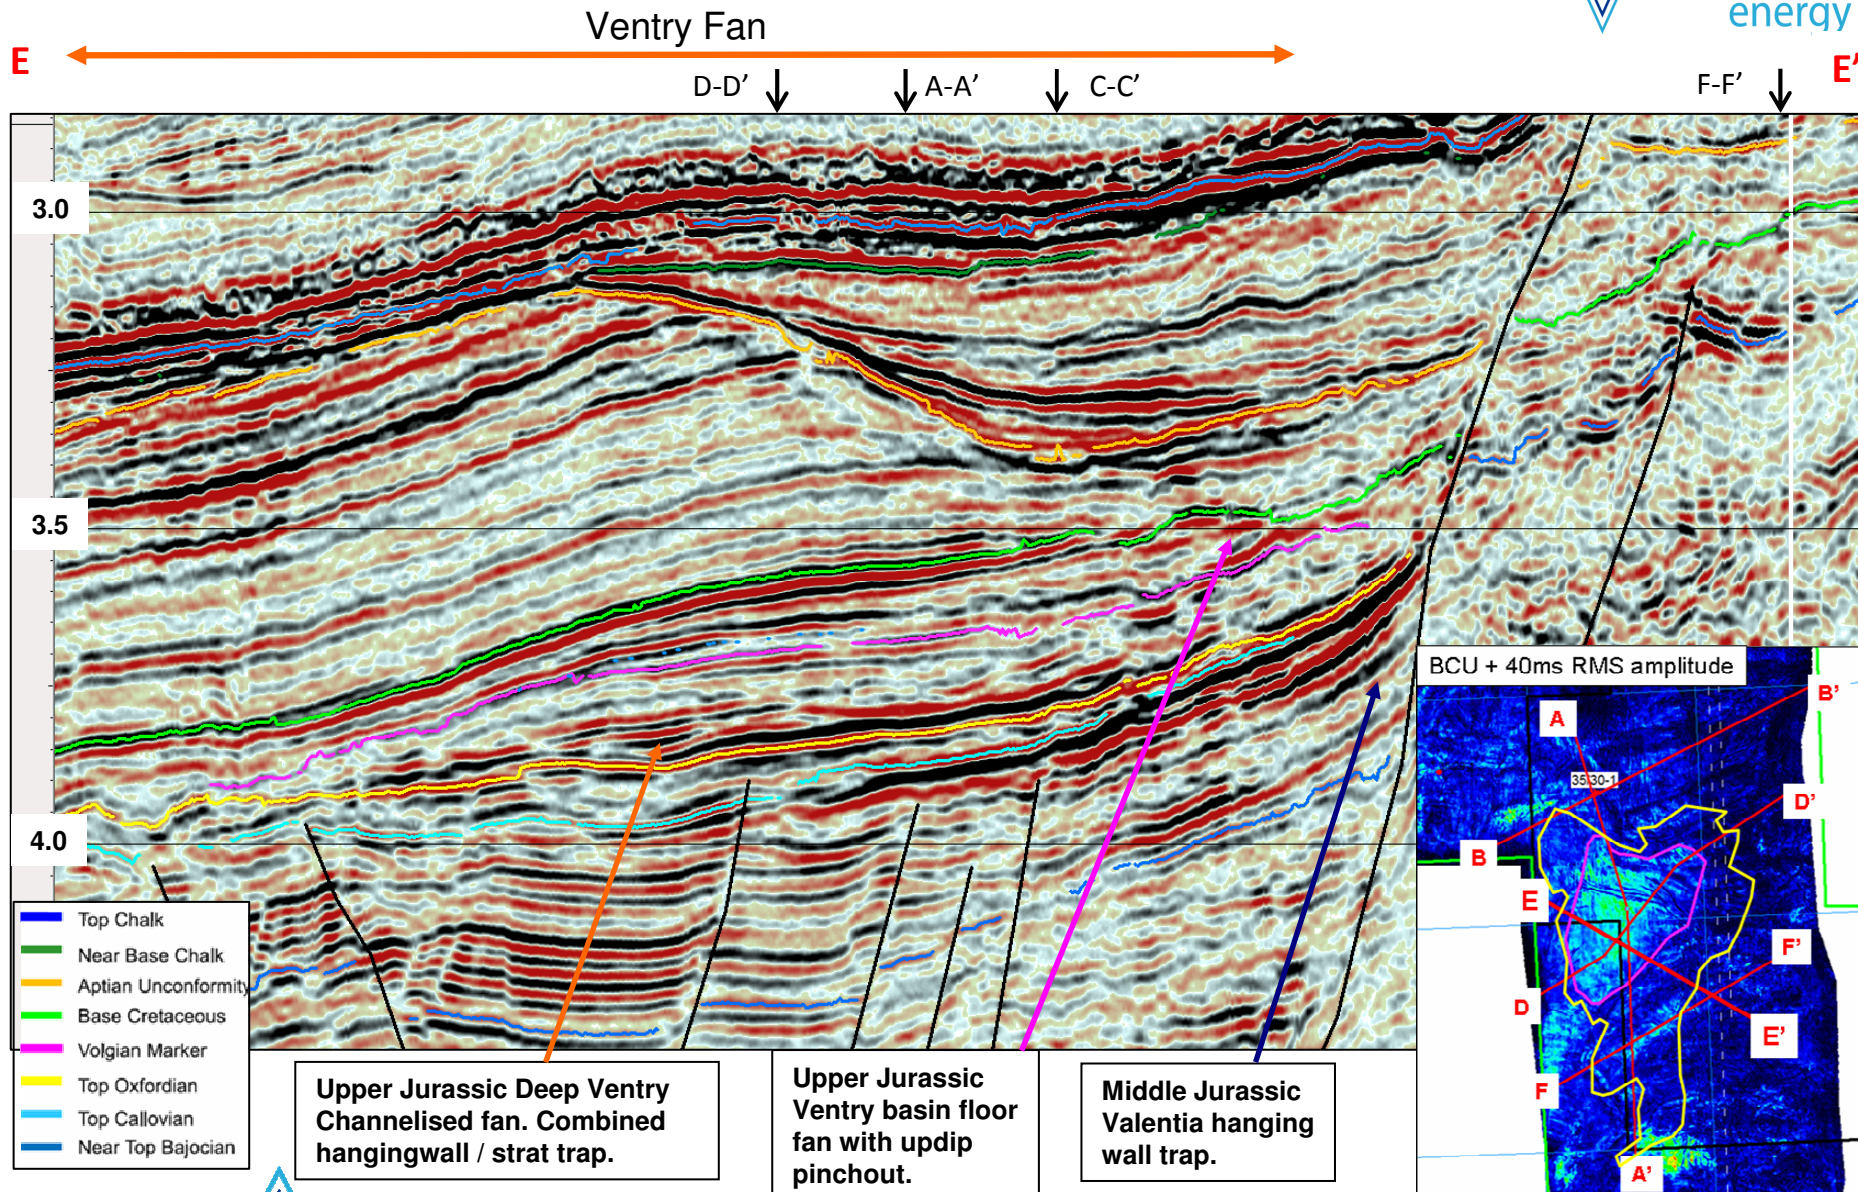 energy
Ventry Fan
E
E’
D-D’
A-A’
C-C’
F-F’
3.0
3.5
4.0
Top Chalk
Near Base Chalk
Aptian Unconformity
Base Cretaceous
Volgian Marker
Top Oxfordian
Top Callovian
Near Top Bajocian
Upper Jurassic Deep Ventry
Channelised fan. Combined
hangingwall / strat trap.
Upper Jurassic
Ventry basin floor
fan with updip
pinchout.
Middle Jurassic
Valentia hanging
wall trap.
BCU + 40ms RMS amplitude
B'
A
35/30-1
D'
B
E
F'
D
E'
F
A'